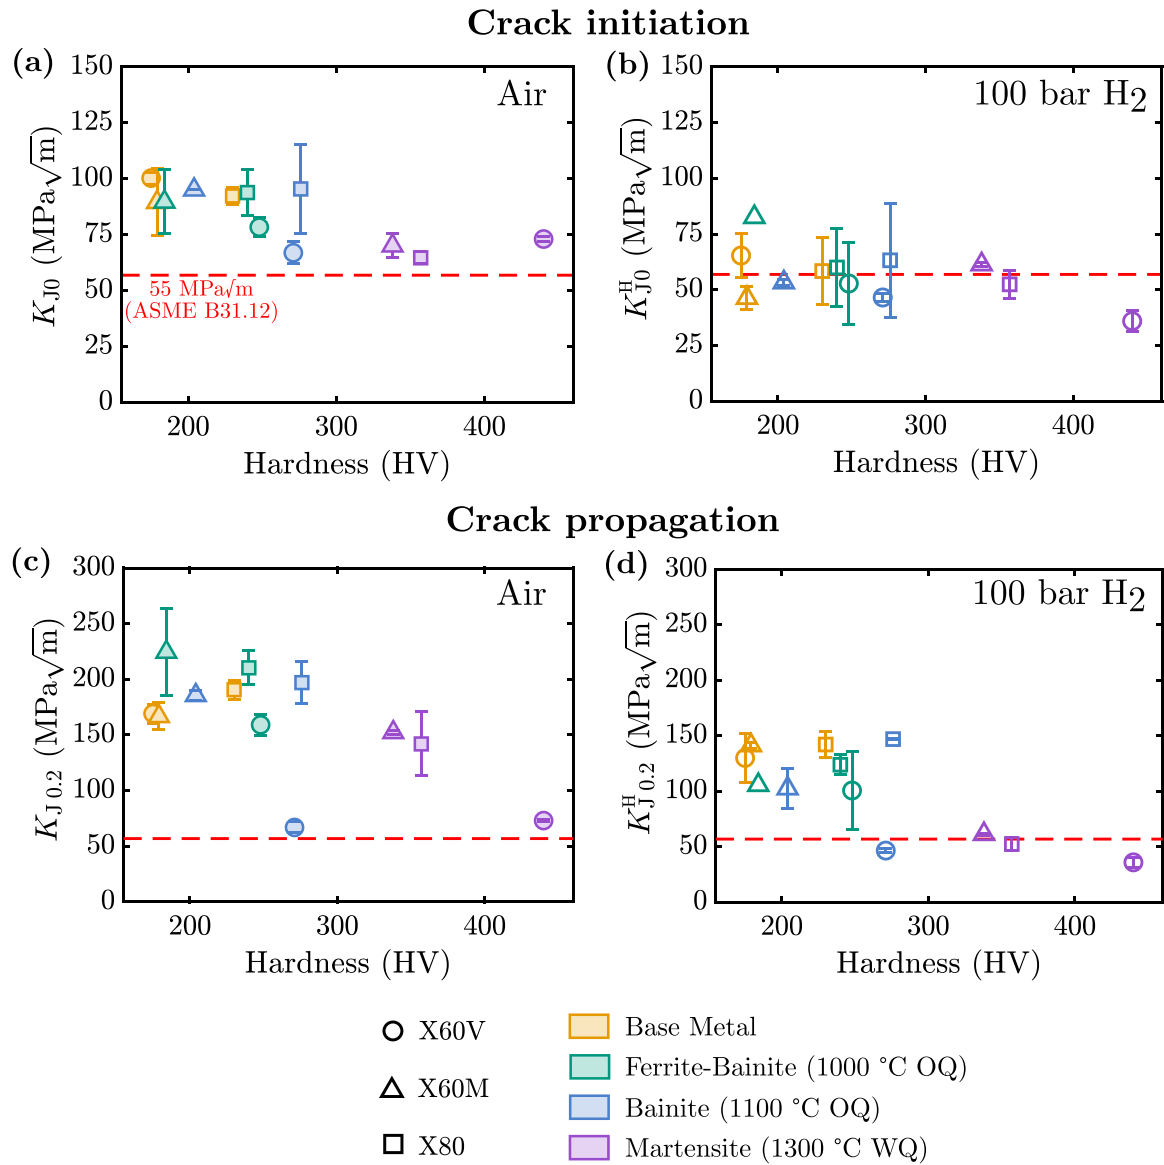 Crack initiation
(a)
(b)
Air
100 bar H2
150
125
100
75
50
25
0
200
300
400
KJ0 (MPa√m)
55 MPa√m
(ASME B31.12)
Hardness (HV)
150
125
100
75
50
25
0
200
300
400
K^H_J0 (MPa√m)
Hardness (HV)
Crack propagation
(c)
(d)
Air
100 bar H2
300
250
200
150
100
50
0
200
300
400
KJ 0.2 (MPa√m)
Hardness (HV)
300
250
200
150
100
50
0
200
300
400
K^H_J 0.2 (MPa√m)
Hardness (HV)
X60V
X60M
X80
Base Metal
Ferrite-Bainite (1000 °C OQ)
Bainite (1100 °C OQ)
Martensite (1300 °C WQ)